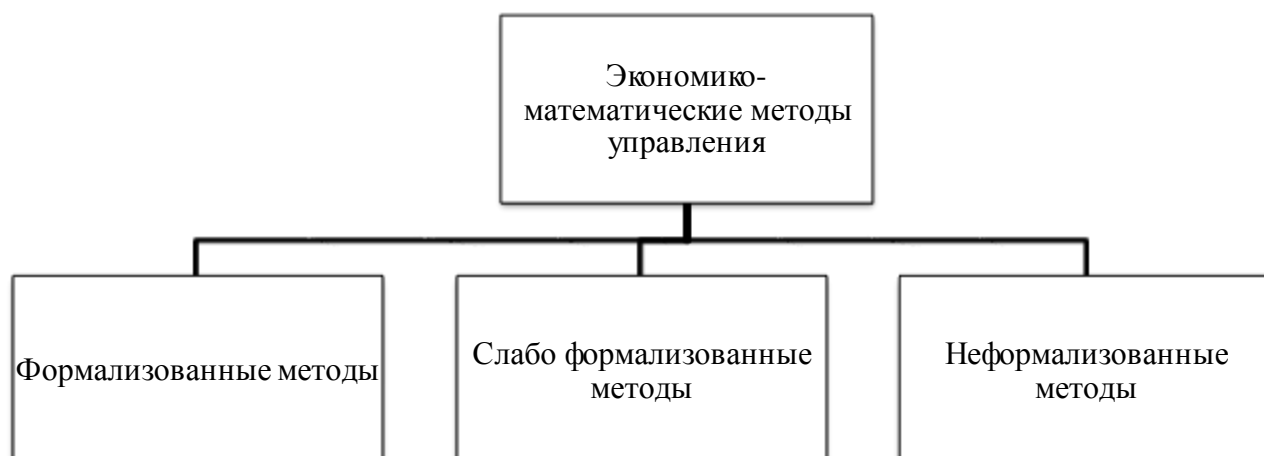 Экономико-
математические методы
управления
Формализованные методы
Слабо формализованные
методы
Неформализованные
методы